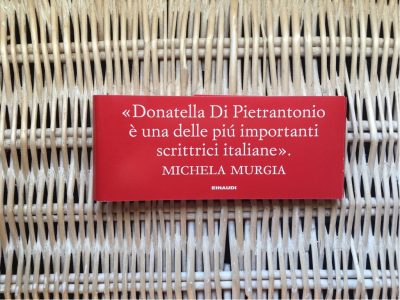 «Donatella Di Pietrantonio
è una delle piú importanti
scrittrici italiane».
MICHELA MURGIA
EINAUDI